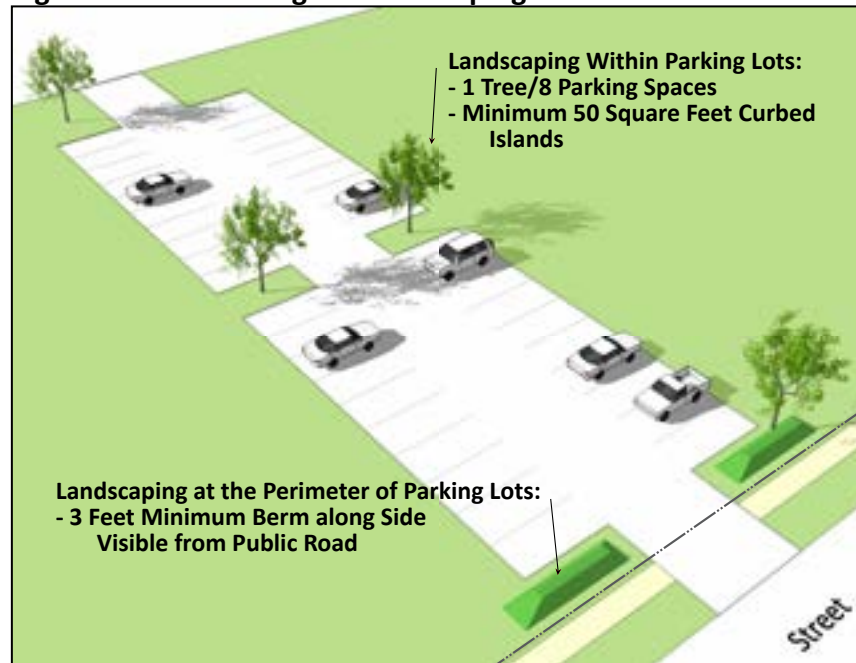 Landscaping Within Parking Lots:
- 1 Tree/8 Parking Spaces
- Minimum 50 Square Feet Curbed
Islands
Landscaping at the Perimeter of Parking Lots:
- 3 Feet Minimum Berm along Side
Visible from Public Road
Street